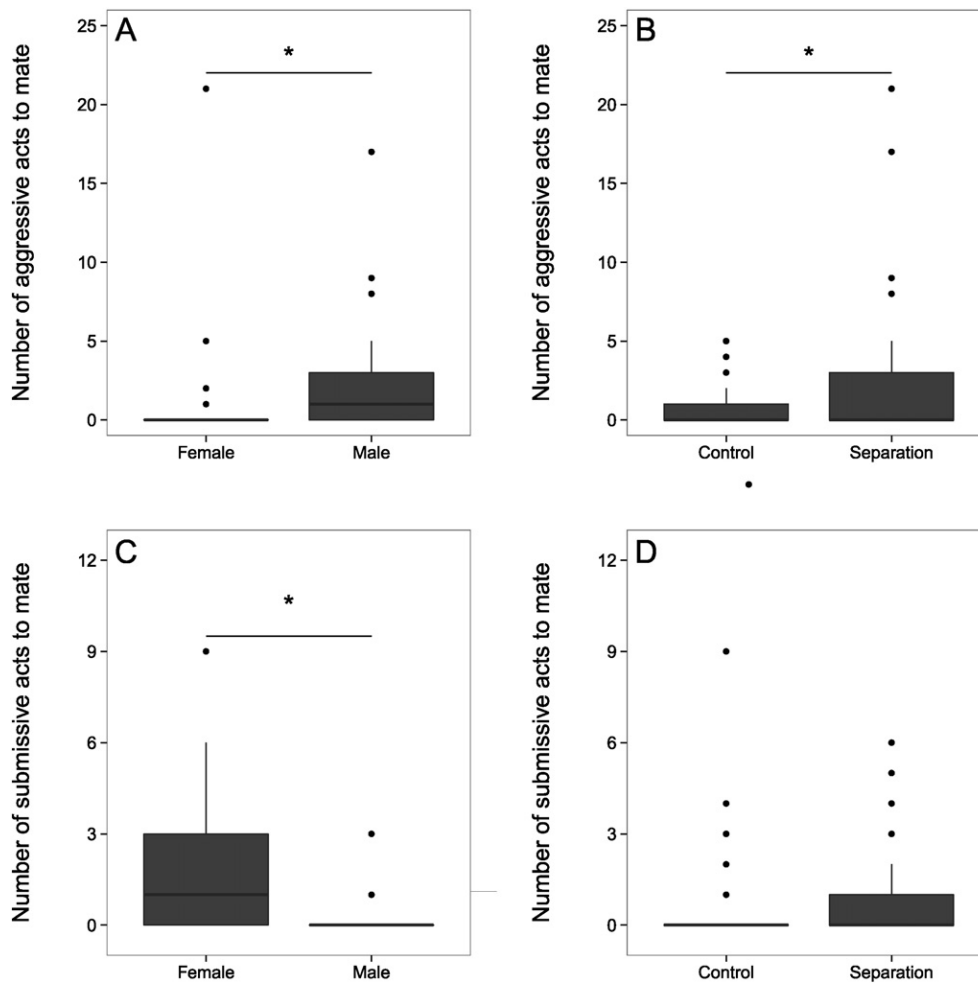 A
*
Number of aggressive acts to mate
25
20
15
10
5
0
Female Male
B
*
Number of aggressive acts to mate
25
20
15
10
5
0
Control Separation
C
*
Number of submissive acts to mate
12
9
6
3
0
Female Male
D
Number of submissive acts to mate
12
9
6
3
0
Control Separation